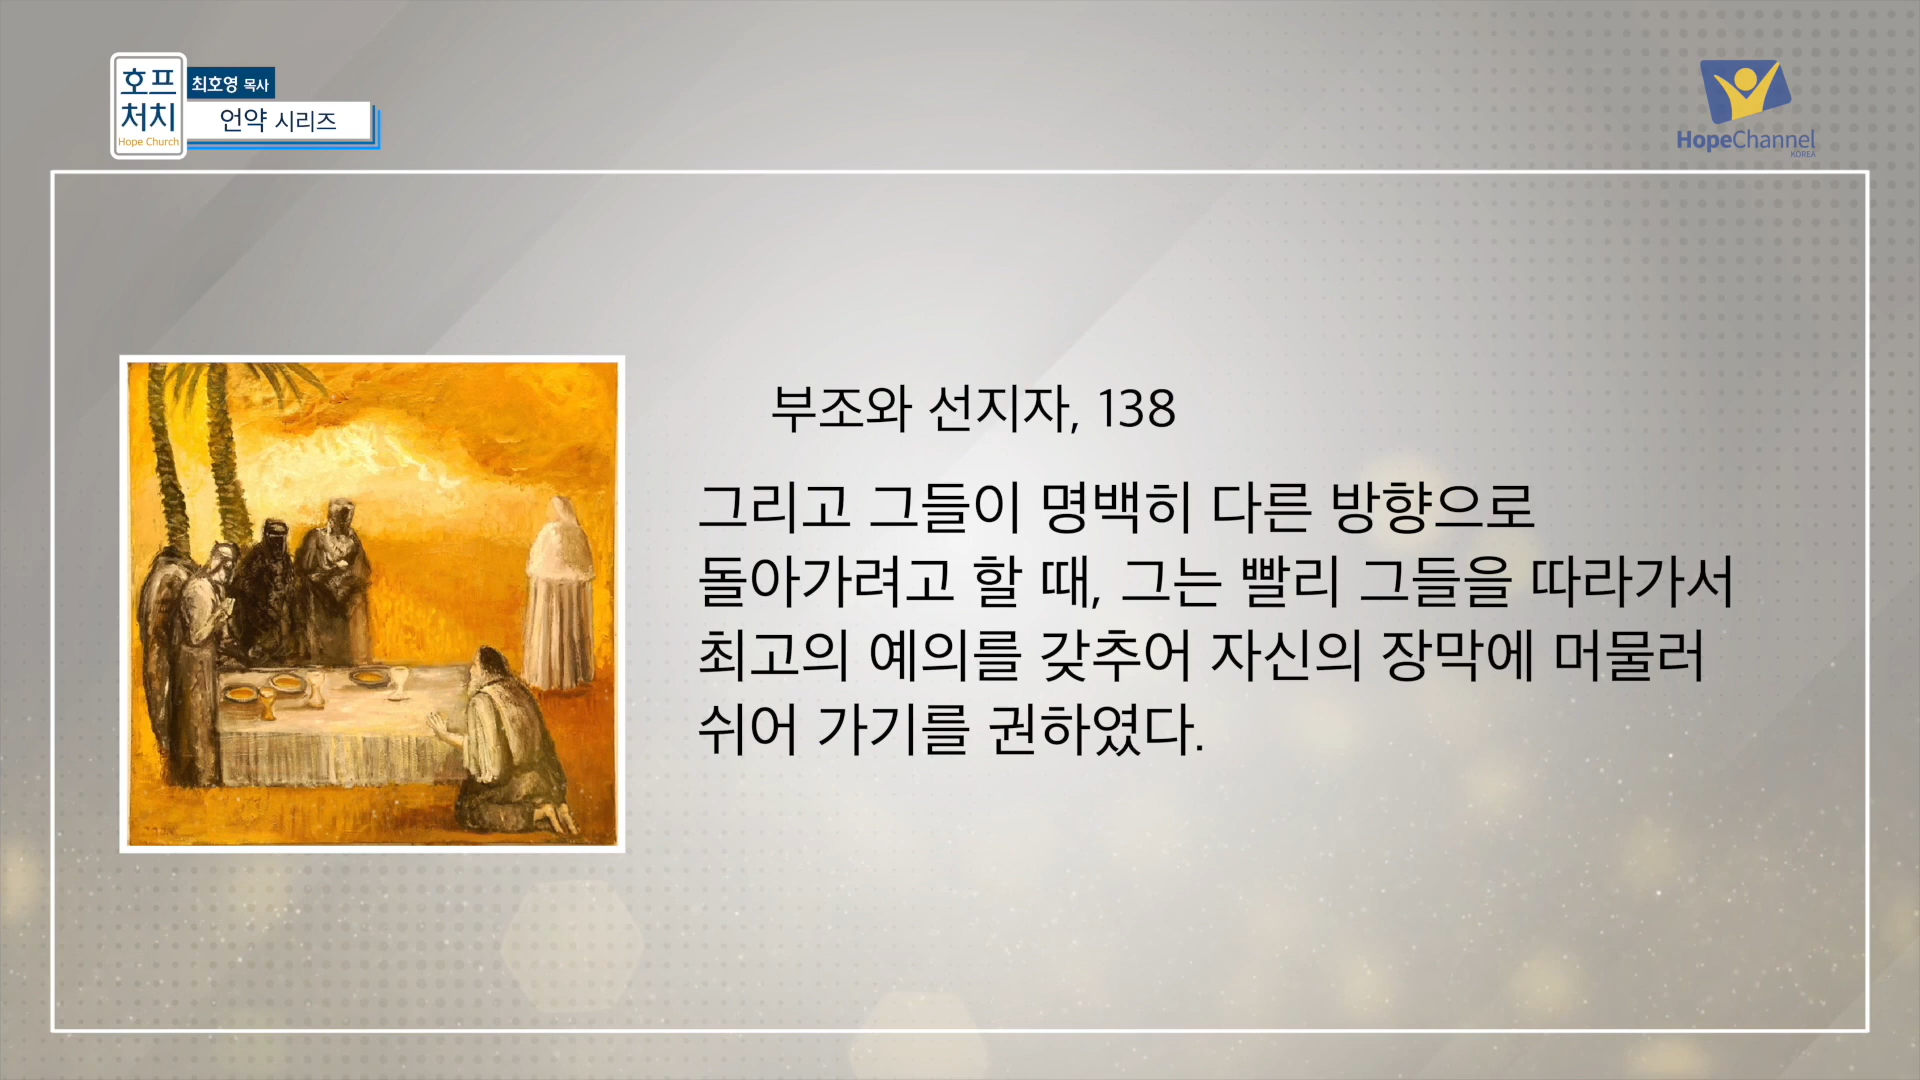 호프
처치
Hope Church
최호영 목사
언약 시리즈
HopeChannel
KOREA
부조와 선지자, 138
그리고 그들이 명백히 다른 방향으로
돌아가려고 할 때, 그는 빨리 그들을 따라가서
최고의 예의를 갖추어 자신의 장막에 머물러
쉬어 가기를 권하였다.